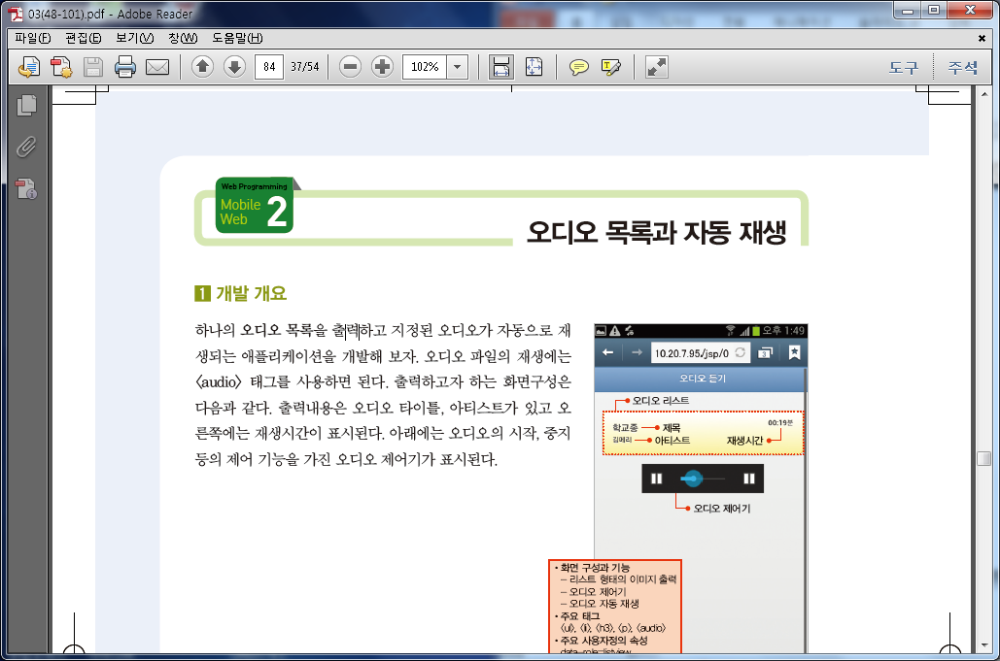 03(48-101).pdf - Adobe Reader
파일(F) 편집(E) 보기(V) 창(W) 도움말(H)
84 37/54 102% 도구 주석
Web Programming
Mobile
Web 2
오디오 목록과 자동 재생
1 개발 개요
하나의 오디오 목록을 출력하고 지정된 오디오가 자동으로 재
생되는 애플리케이션을 개발해 보자. 오디오 파일의 재생에는
〈audio〉 태그를 사용하면 된다. 출력하고자 하는 화면구성은
다음과 같다. 출력내용은 오디오 타이틀, 아티스트가 있고 오
른쪽에는 재생시간이 표시된다. 아래에는 오디오의 시작, 중지
등의 제어 기능을 가진 오디오 제어기가 표시된다.
오후 1:49
10.20.7.95/jsp/0 3
오디오 듣기
오디오 리스트
학교종 제목 00:19분
김메리 아티스트 재생시간
오디오 제어기
• 화면 구성과 기능
– 리스트 형태의 이미지 출력
– 오디오 제어기
– 오디오 자동 재생
• 주요 태그
〈ul〉, 〈li〉, 〈h3〉, 〈p〉, 〈audio〉
• 주요 사용자정의 속성
data-role=listview